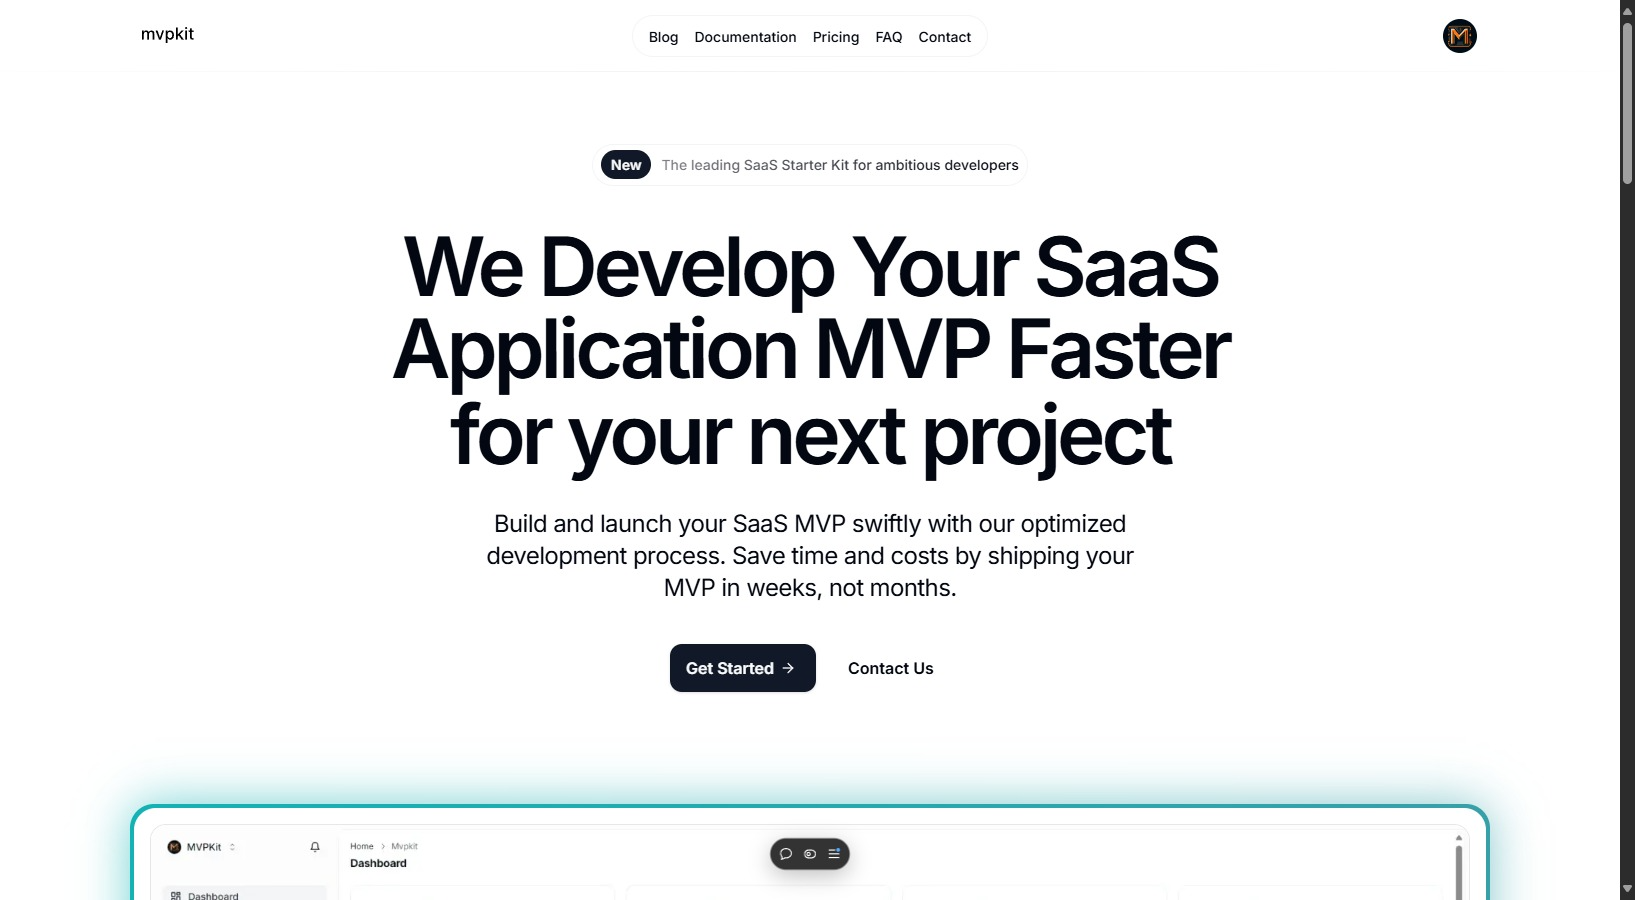 mvpkit
Blog Documentation Pricing FAQ Contact
M
New The leading SaaS Starter Kit for ambitious developers
We Develop Your SaaS
Application MVP Faster
for your next project
Build and launch your SaaS MVP swiftly with our optimized
development process. Save time and costs by shipping your
MVP in weeks, not months.
Get Started → Contact Us
MVPKit
Home > Mvpkit
Dashboard
Dashboard